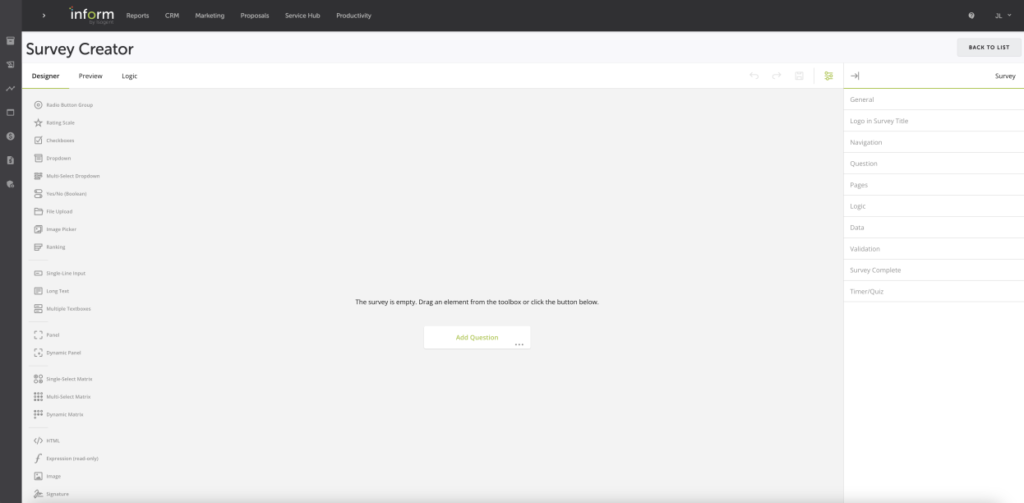 inform
Reports
CRM
Marketing
Proposals
Service Hub
Productivity
JL
Survey Creator
BACK TO LIST
Designer
Preview
Logic
Survey
Radio Button Group
Rating Scale
Checkboxes
Dropdown
Multi-Select Dropdown
Yes/No (Boolean)
File Upload
Image Picker
Ranking
Single-Line Input
Long Text
Multiple Textboxes
Panel
Dynamic Panel
Single-Select Matrix
Multi-Select Matrix
Dynamic Matrix
HTML
Expression (read-only)
Image
Signature
The survey is empty. Drag an element from the toolbox or click the button below.
Add Question
General
Logo in Survey Title
Navigation
Question
Pages
Logic
Data
Validation
Survey Complete
Timer/Quiz